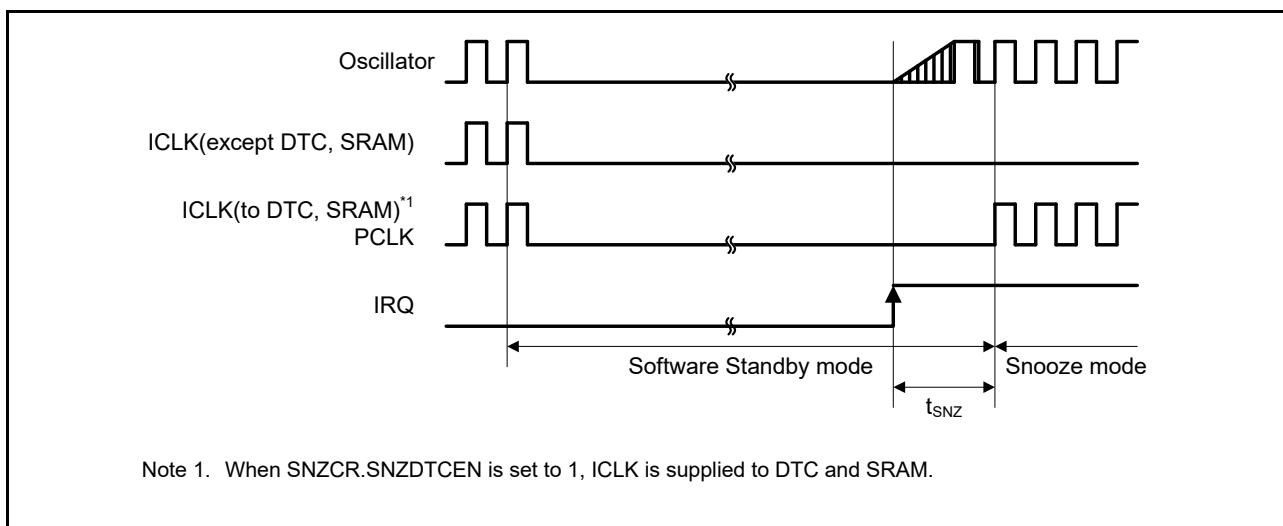 Oscillator
ICLK(except DTC, SRAM)
ICLK(to DTC, SRAM)*1
PCLK
IRQ
Software Standby mode
Snooze mode
tSNZ
Note 1. When SNZCR.SNZDTCEN is set to 1, ICLK is supplied to DTC and SRAM.